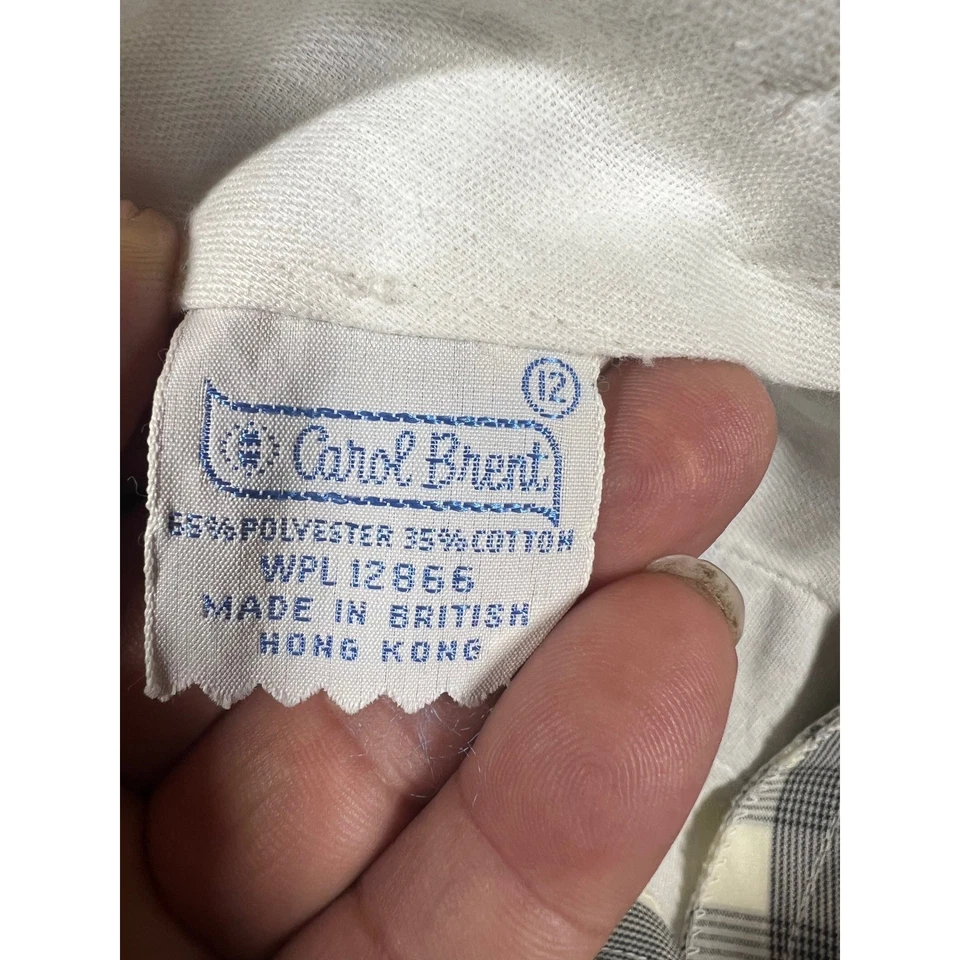 12
Carol Brent
65% POLYESTER 35% COTTON
WPL 12866
MADE IN BRITISH
HONG KONG